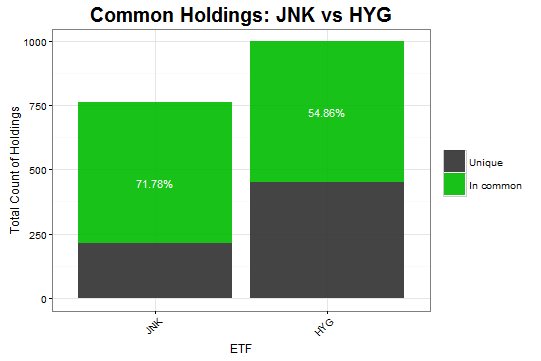 Common Holdings: JNK vs HYG
Total Count of Holdings
1000
750
500
250
0
71.78%
54.86%
JNK
HYG
ETF
Unique
In common